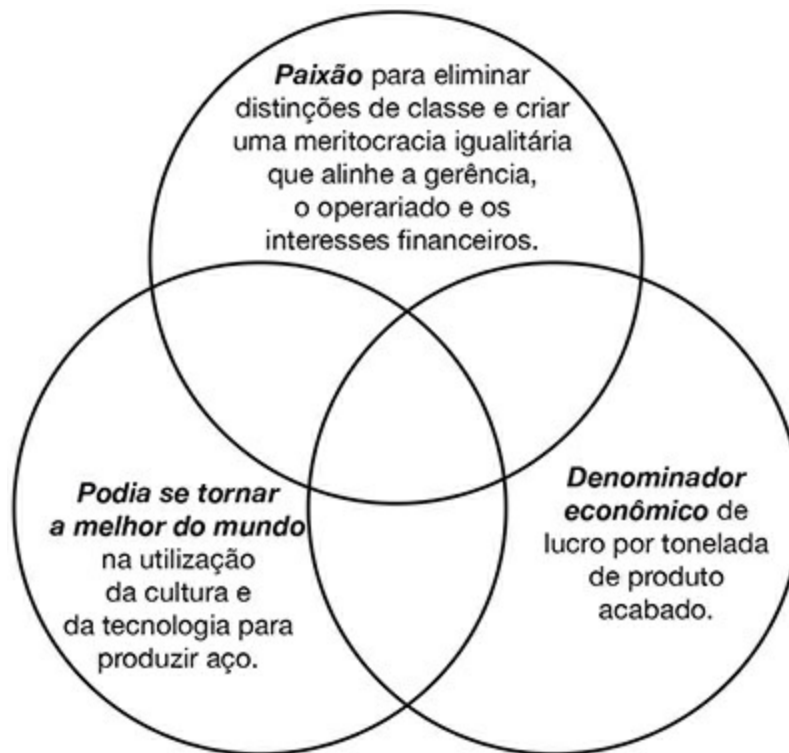 Paixão para eliminar
distinções de classe e criar
uma meritocracia igualitária
que alinhe a gerência,
o operariado e os
interesses financeiros.
Podia se tornar
a melhor do mundo
na utilização
da cultura e
da tecnologia para
produzir aço.
Denominador
econômico de
lucro por tonelada
de produto
acabado.